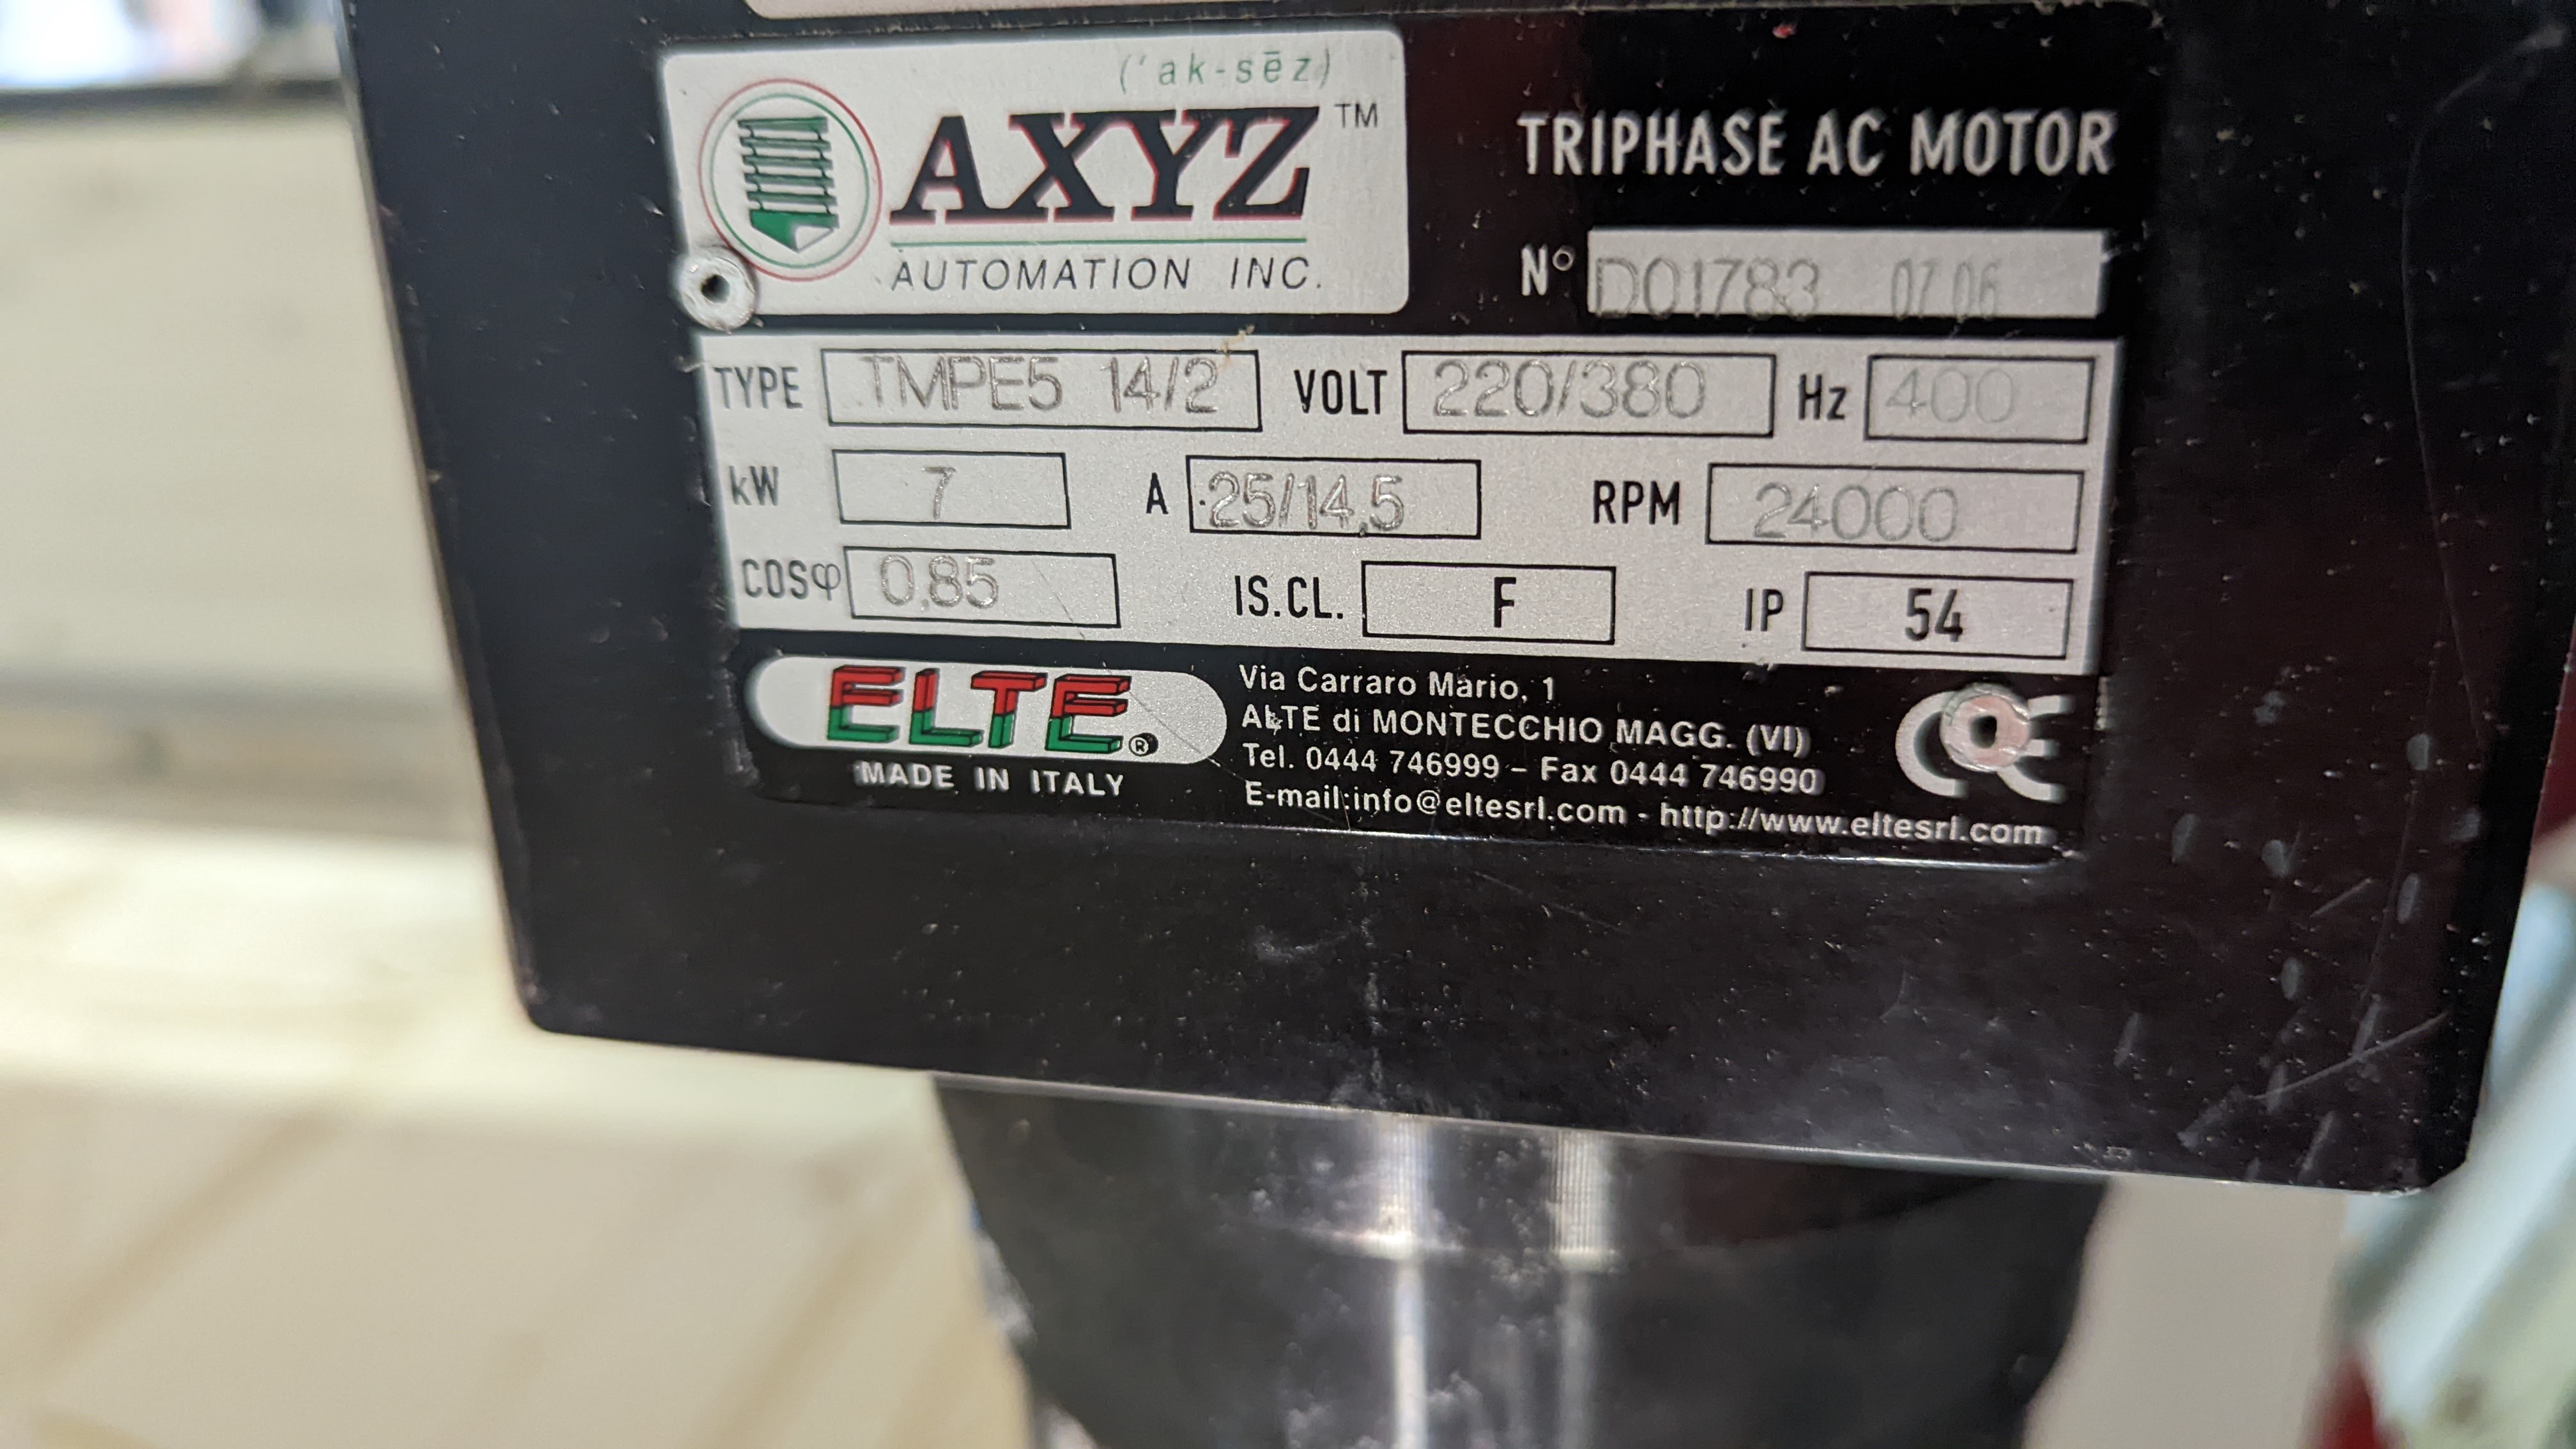 ('ak-sēz)
AXYZ™
AUTOMATION INC.
TRIPHASE AC MOTOR
N° D01783 07 06
TYPE TMPE5 14/2 VOLT 220/380 Hz 400
kW 7 A 25/14,5 RPM 24000
COSφ 0,85 IS.CL. F IP 54
ELTE®
MADE IN ITALY
Via Carraro Mario, 1
ALTE di MONTECCHIO MAGG. (VI)
Tel. 0444 746999 – Fax 0444 746990
E-mail:info@eltesrl.com - http://www.eltesrl.com
CE